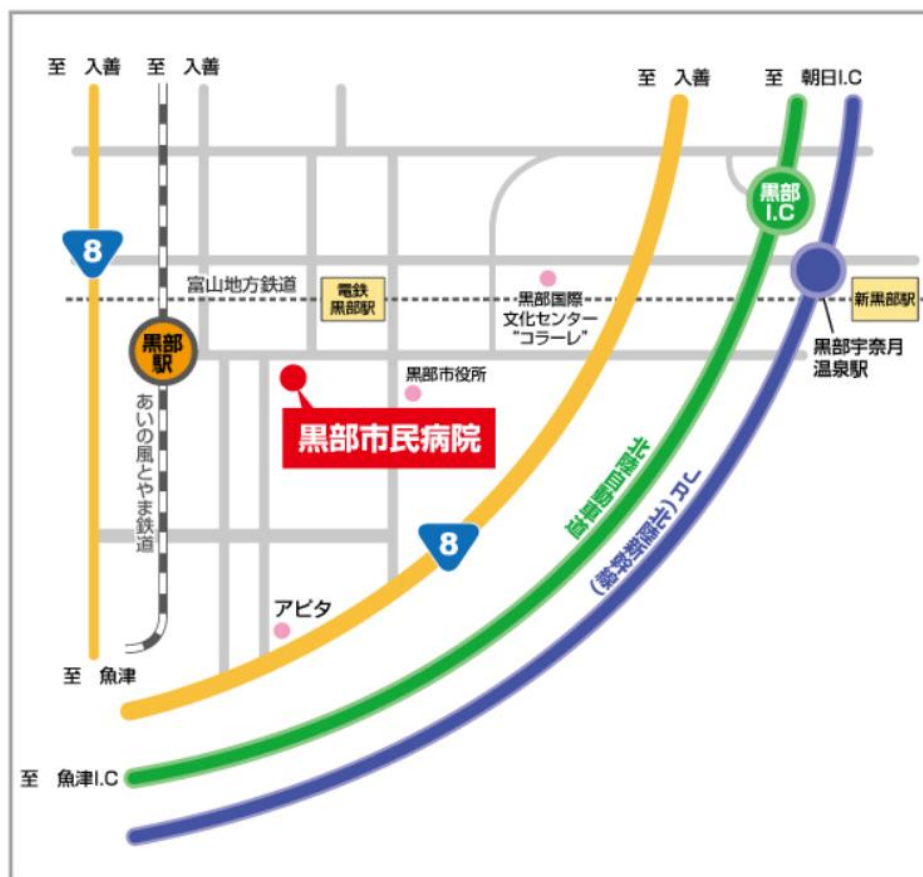 至 入善
至 入善
至 入善
至 朝日I.C
黒部
I.C
8
富山地方鉄道
電鉄
黒部駅
黒部国際
文化センター
"コラーレ"
新黒部駅
黒部宇奈月
温泉駅
黒部
駅
黒部市役所
黒部市民病院
あいの風とやま鉄道
北陸自動車道
JR(北陸新幹線)
8
アピタ
至 魚津
至 魚津I.C